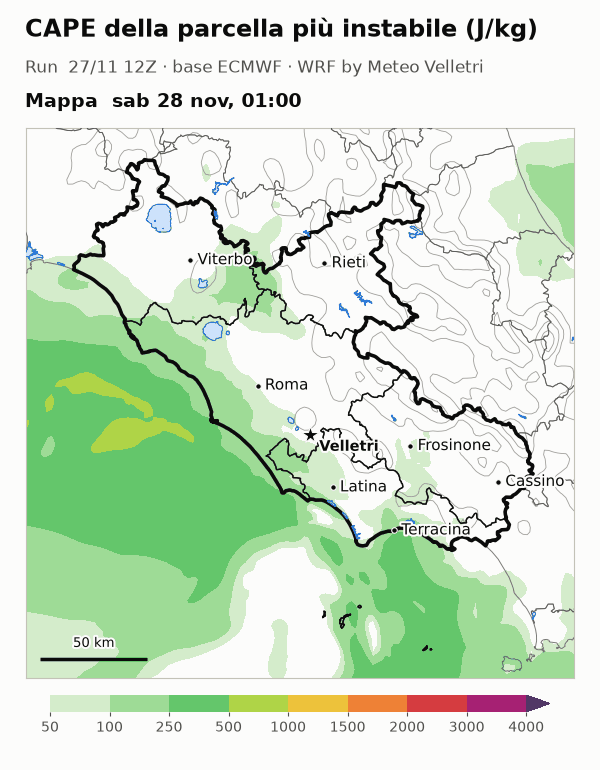 CAPE della parcella più instabile (J/kg)
Run  27/11 12Z · base ECMWF · WRF by Meteo Velletri
Mappa  sab 28 nov, 01:00
Viterbo
Rieti
Roma
Velletri
Frosinone
Latina
Cassino
Terracina
50 km
50 100 250 500 1000 1500 2000 3000 4000